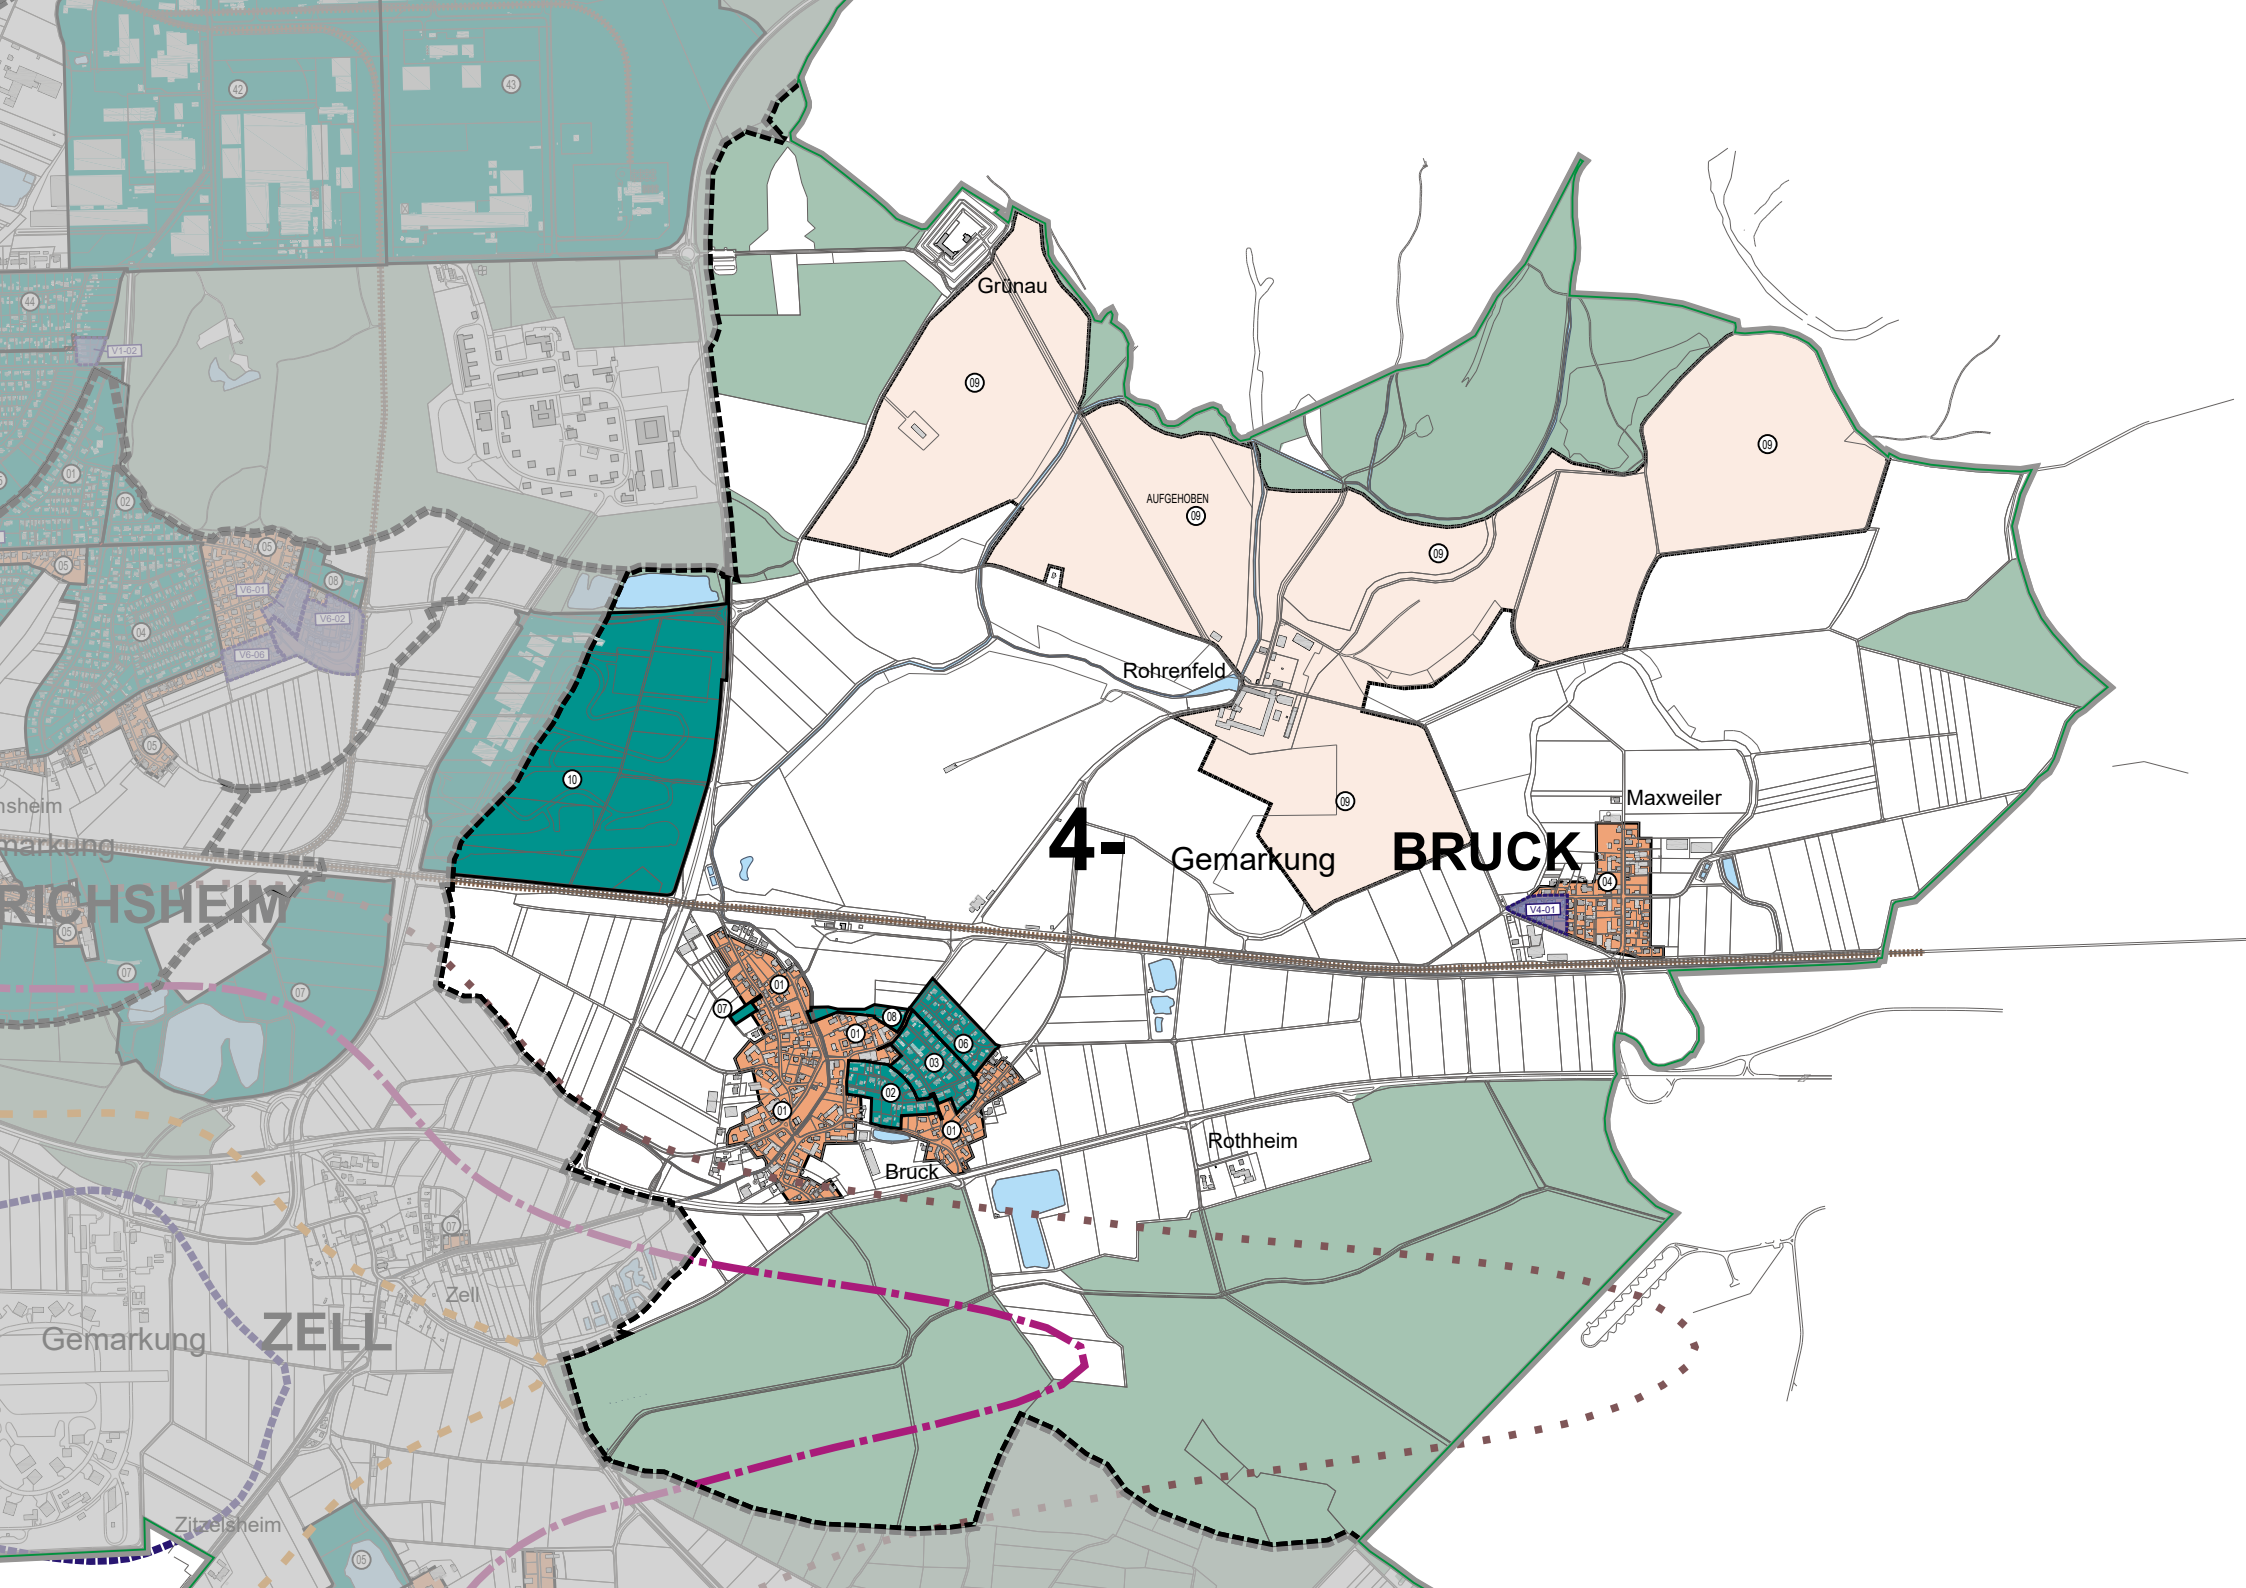 42
43
44
V1-02
01
02
05
05
05
08
V6-01
V6-02
04
V6-06
05
nsheim
markung
RICHSHEIM
05
07
07
Grünau
09
09
AUFGEHOBEN
09
09
Rohrenfeld
10
09
4- Gemarkung BRUCK
Maxweiler
04
V4-01
01
07
08
01
06
03
02
01
01
Bruck
Rothheim
07
Zell
Gemarkung ZELL
Zitzelsheim
05